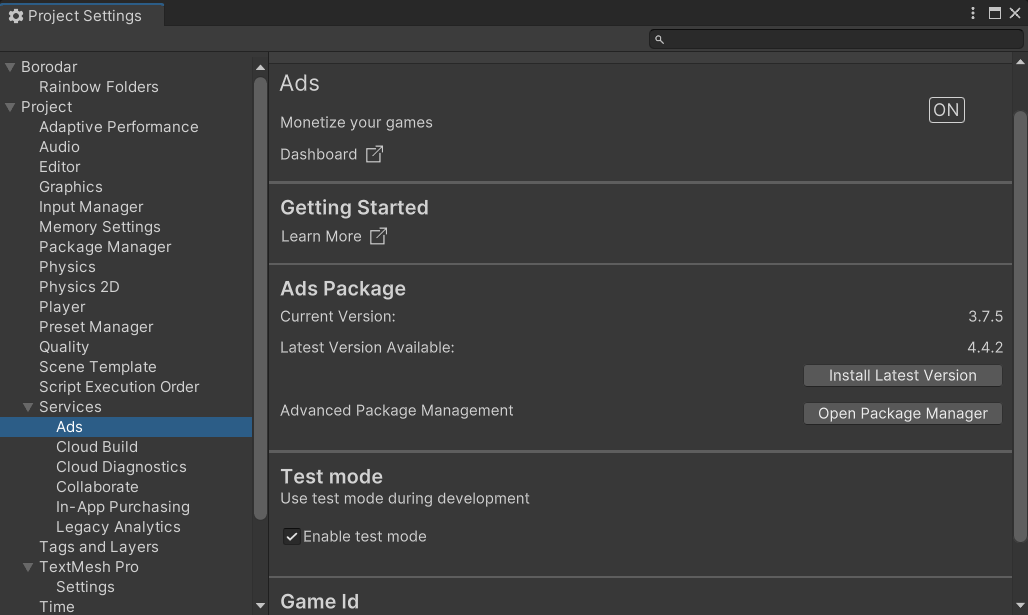 Project Settings
Borodar
Rainbow Folders
Project
Adaptive Performance
Audio
Editor
Graphics
Input Manager
Memory Settings
Package Manager
Physics
Physics 2D
Player
Preset Manager
Quality
Scene Template
Script Execution Order
Services
Ads
Cloud Build
Cloud Diagnostics
Collaborate
In-App Purchasing
Legacy Analytics
Tags and Layers
TextMesh Pro
Settings
Time
Ads
ON
Monetize your games
Dashboard
Getting Started
Learn More
Ads Package
Current Version: 3.7.5
Latest Version Available: 4.4.2
Install Latest Version
Advanced Package Management Open Package Manager
Test mode
Use test mode during development
Enable test mode
Game Id